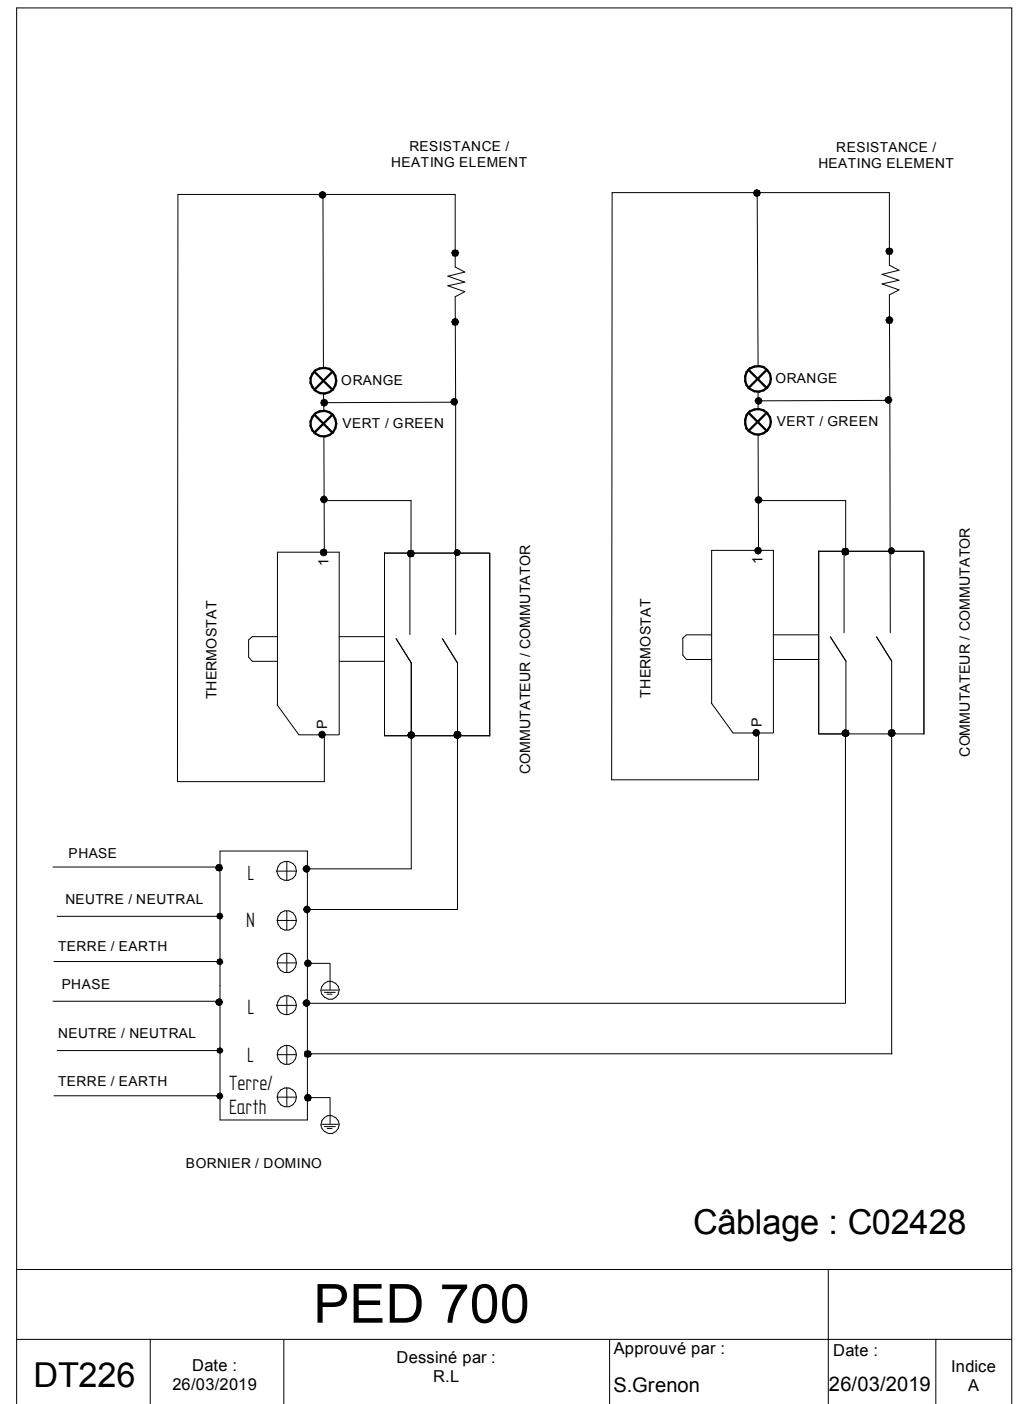 RESISTANCE /
HEATING ELEMENT
RESISTANCE /
HEATING ELEMENT
ORANGE
VERT / GREEN
ORANGE
VERT / GREEN
1
THERMOSTAT
P
COMMUTATEUR / COMMUTATOR
1
THERMOSTAT
P
COMMUTATEUR / COMMUTATOR
PHASE
L
NEUTRE / NEUTRAL
N
TERRE / EARTH
PHASE
L
NEUTRE / NEUTRAL
L
TERRE / EARTH
Terre/
Earth
BORNIER / DOMINO
Câblage : C02428
PED 700
DT226
Date :
26/03/2019
Dessiné par :
R.L
Approuvé par :
S.Grenon
Date :
26/03/2019
Indice
A